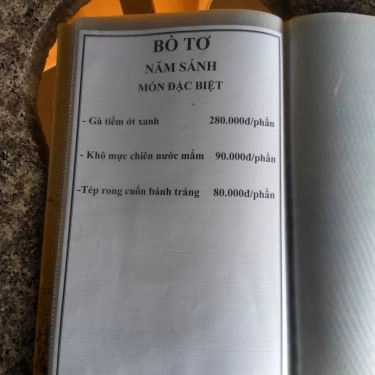 BÒ TƠ
NĂM SÁNH
MÓN ĐẶC BIỆT
- Gà tiềm ớt xanh 280.000đ/phần
- Khô mực chiên nước mắm 90.000đ/phần
-Tép rong cuốn bánh tráng 80.000đ/phần